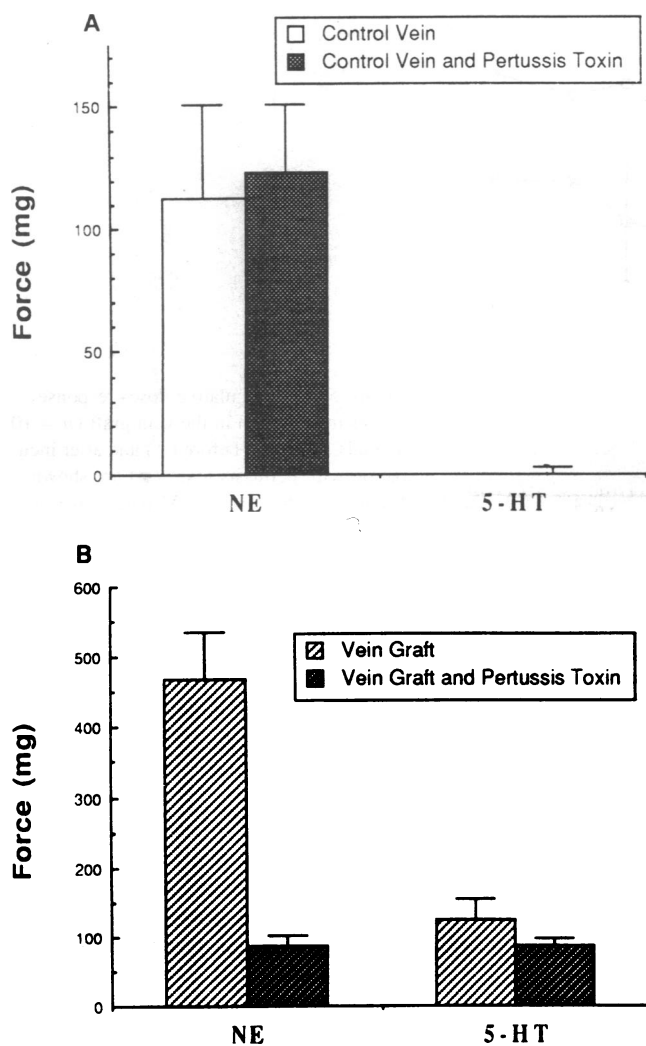 A
Control Vein
Control Vein and Pertussis Toxin
Force (mg)
150
100
50
0
NE
5-HT
B
600
500
400
300
200
100
0
Vein Graft
Vein Graft and Pertussis Toxin
Force (mg)
NE
5-HT